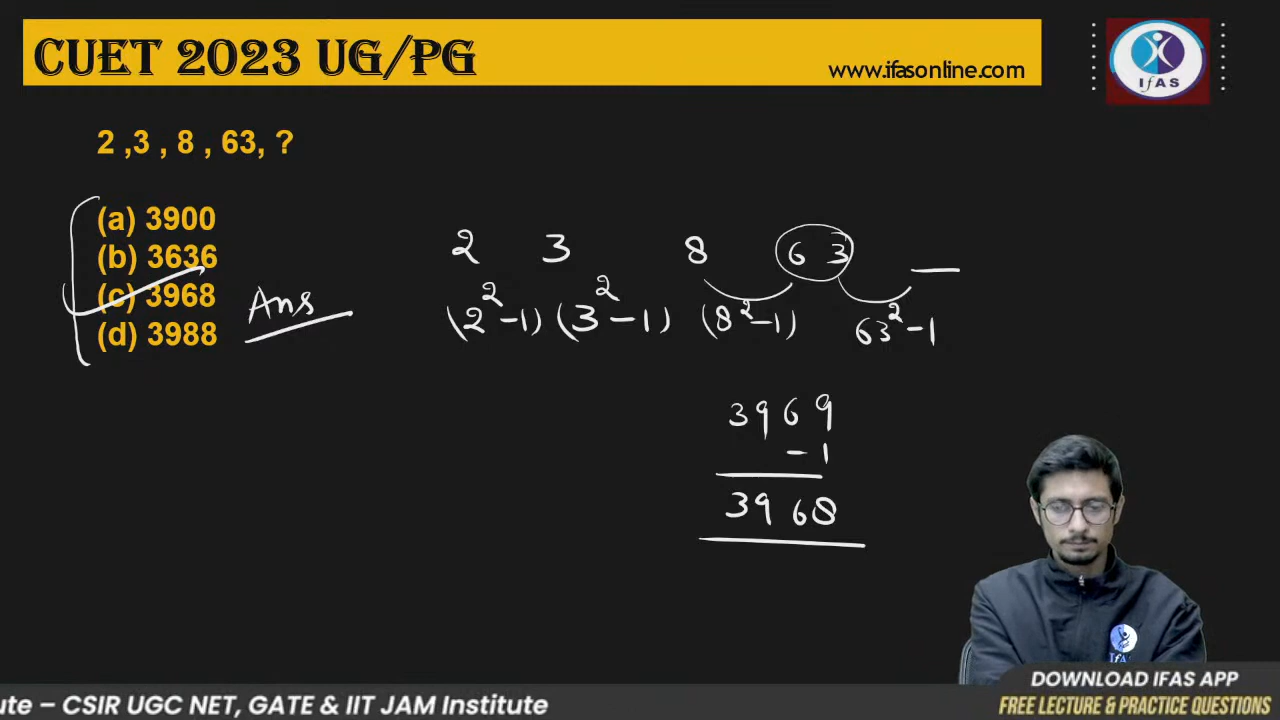 CUET 2023 UG/PG
www.ifasonline.com
IfAS
2 ,3 , 8 , 63, ?
(a) 3900
(b) 3636
(c) 3968
(d) 3988
Ans
2 3 8 63 __
(2²-1) (3²-1) (8²-1) 63²-1
3969
-1
3968
IfA
DOWNLOAD IFAS APP
ute – CSIR UGC NET, GATE & IIT JAM Institute
FREE LECTURE & PRACTICE QUESTIONS